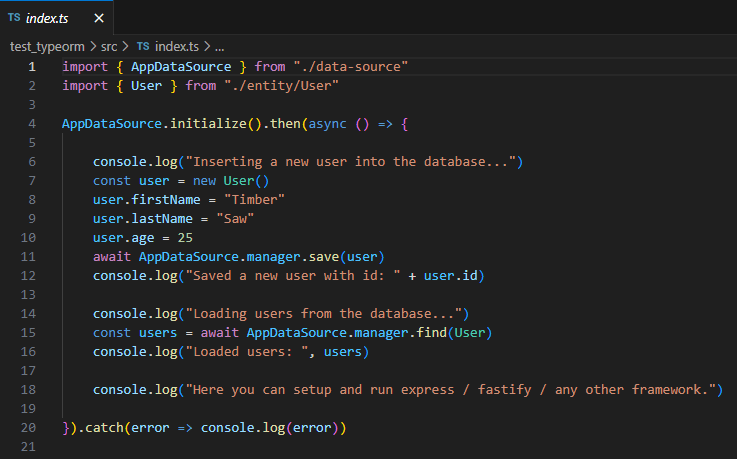 TS index.ts ×
test_typeorm > src > TS index.ts > ...
1 import { AppDataSource } from "./data-source"
2 import { User } from "./entity/User"
3
4 AppDataSource.initialize().then(async () => {
5
6     console.log("Inserting a new user into the database...")
7     const user = new User()
8     user.firstName = "Timber"
9     user.lastName = "Saw"
10     user.age = 25
11     await AppDataSource.manager.save(user)
12     console.log("Saved a new user with id: " + user.id)
13
14     console.log("Loading users from the database...")
15     const users = await AppDataSource.manager.find(User)
16     console.log("Loaded users: ", users)
17
18     console.log("Here you can setup and run express / fastify / any other framework.")
19
20 }).catch(error => console.log(error))
21